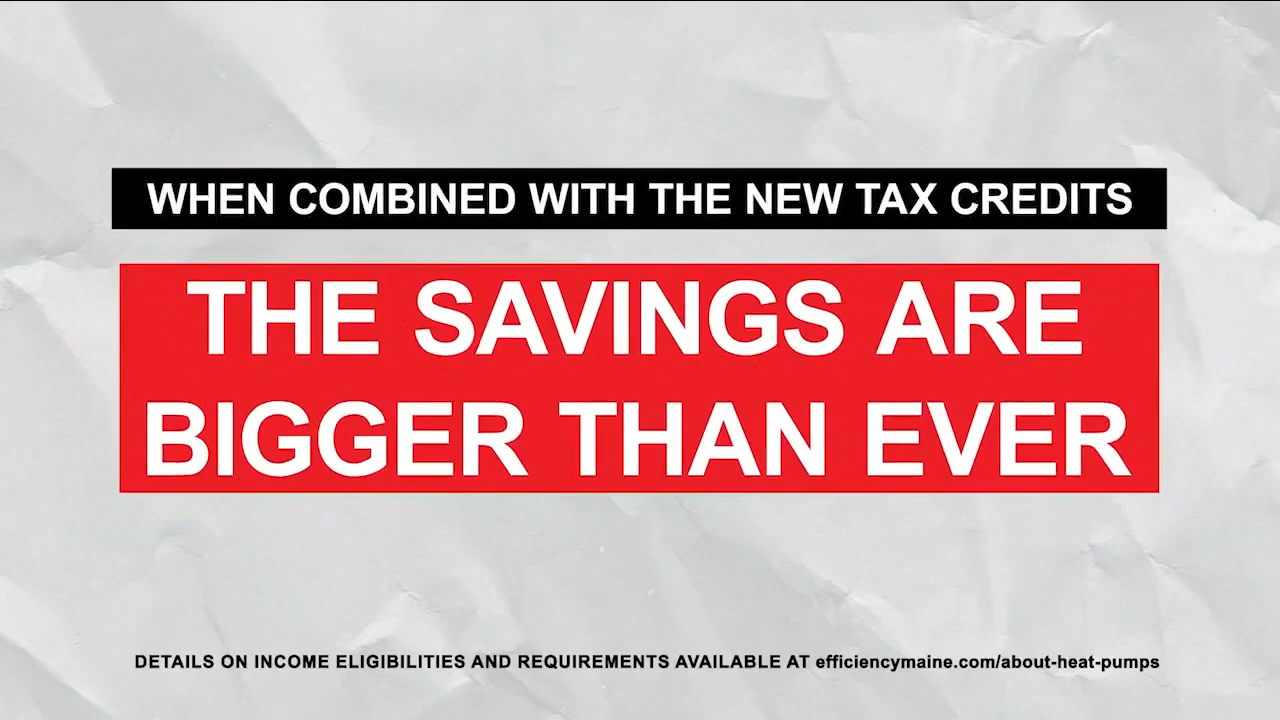 WHEN COMBINED WITH THE NEW TAX CREDITS
THE SAVINGS ARE
BIGGER THAN EVER
DETAILS ON INCOME ELIGIBILITIES AND REQUIREMENTS AVAILABLE AT efficiencymaine.com/about-heat-pumps